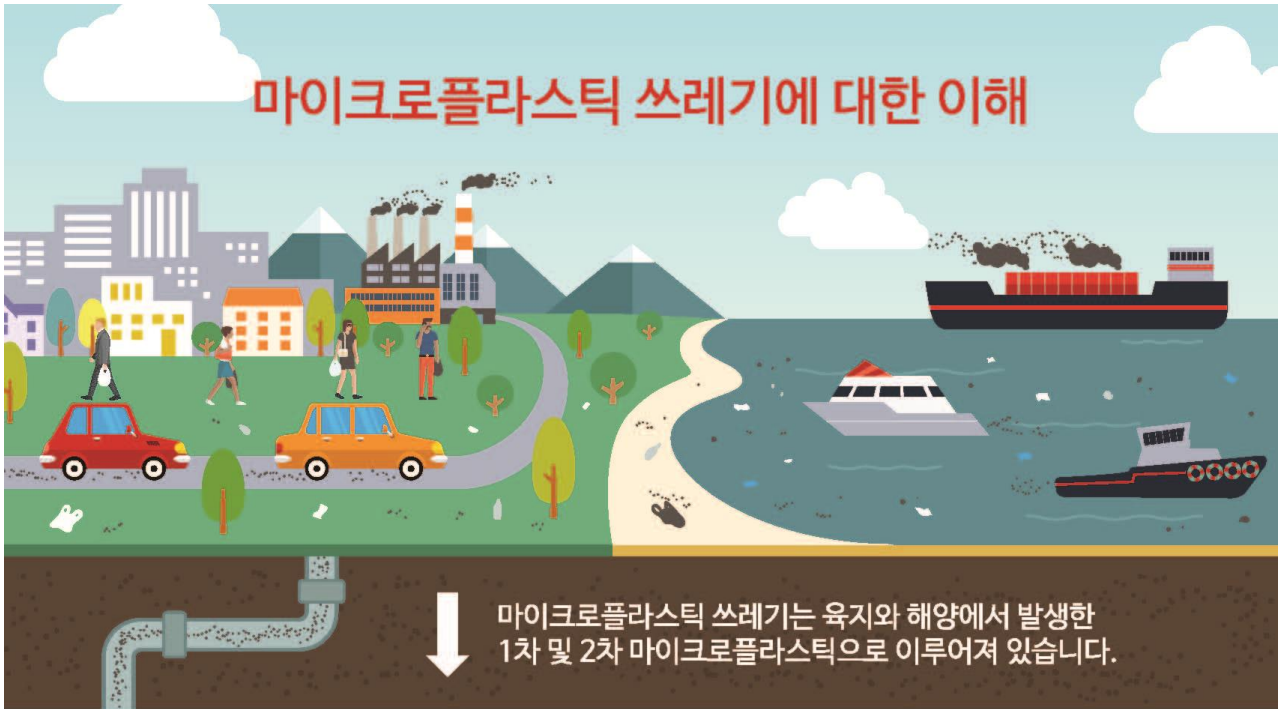 마이크로플라스틱 쓰레기에 대한 이해
마이크로플라스틱 쓰레기는 육지와 해양에서 발생한
1차 및 2차 마이크로플라스틱으로 이루어져 있습니다.